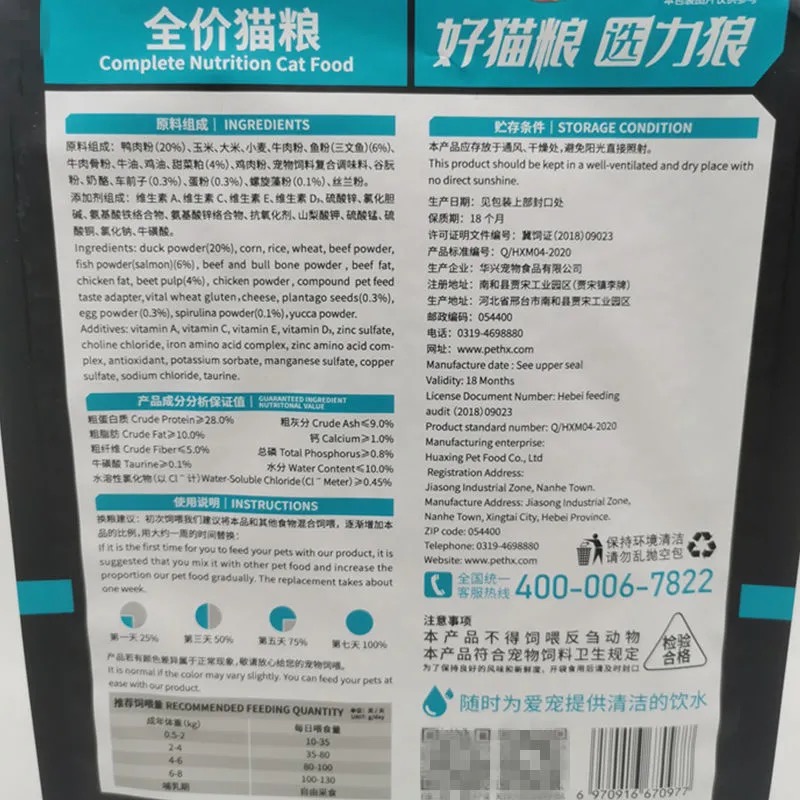 全价猫粮
Complete Nutrition Cat Food
好猫粮 选力狼
原料组成 | INGREDIENTS
原料组成：鸭肉粉(20%)、玉米、大米、小麦、牛肉粉、鱼粉(三文鱼)(6%)、
牛肉骨粉、牛油、鸡油、甜菜粕(4%)、鸡肉粉、宠物饲料复合调味料、谷朊
粉、奶酪、车前子(0.3%)、蛋粉(0.3%)、螺旋藻粉(0.1%)、丝兰粉。
添加剂组成：维生素A、维生素C、维生素E、维生素D₃、硫酸锌、氯化胆
碱、氨基酸铁络合物、氨基酸锌络合物、抗氧化剂、山梨酸钾、硫酸锰、硫
酸铜、氯化钠、牛磺酸。
Ingredients: duck powder(20%), corn, rice, wheat, beef powder,
fish powder(salmon)(6%), beef and bull bone powder, beef fat,
chicken fat, beet pulp(4%), chicken powder, compound pet feed
taste adapter,vital wheat gluten,cheese, plantago seeds(0.3%),
egg powder(0.3%), spirulina powder(0.1%),yucca powder.
Additives: vitamin A, vitamin C, vitamin E, vitamin D₃, zinc sulfate,
choline chloride, iron amino acid complex, zinc amino acid com-
plex, antioxidant, potassium sorbate, manganese sulfate, copper
sulfate, sodium chloride, taurine.
产品成分分析保证值 | GUARANTEED INGREDIENT NUTRITIONAL VALUE
粗蛋白质 Crude Protein≥28.0% 粗灰分 Crude Ash≤9.0%
粗脂肪 Crude Fat≥10.0% 钙 Calcium≥1.0%
粗纤维 Crude Fiber≤5.0% 总磷 Total Phosphorus≥0.8%
牛磺酸 Taurine≥0.1% 水分 Water Content≤10.0%
水溶性氯化物(以 Cl⁻ 计)Water-Soluble Chloride(Cl⁻ Meter)≥0.45%
使用说明 | INSTRUCTIONS
换粮建议：初次饲喂我们建议将本品和其他食物混合饲喂，逐渐增加本
品的比例，用大约一周的时间替换：
If it is the first time for you to feed your pets with our product, it is
suggested that you mix it with other pet food and increase the
proportion our pet food gradually. The replacement takes about
one week.
第一天 25% 第三天 50% 第五天 75% 第七天 100%
产品若有颜色差异属于正常现象，敬请放心给您的宠物饲喂。
It is normal if the color may vary slightly. You can feed your pets at
ease with our product.
推荐饲喂量 RECOMMENDED FEEDING QUANTITY 单位：克/天 UNIT: g/day
成年体重(kg) 每日喂食量
0.5-2 10-35
2-4 35-80
4-6 80-100
6-8 100-130
哺乳期 自由采食
贮存条件 | STORAGE CONDITION
本产品应存放于通风、干燥处，避免阳光直接照射。
This product should be kept in a well-ventilated and dry place with
no direct sunshine.
生产日期：见包装上部封口处
保质期：18个月
许可证明文件编号：冀饲证（2018）09023
产品标准编号：Q/HXM04-2020
生产企业：华兴宠物食品有限公司
注册地址：南和县贾宋工业园区（贾宋镇李牌）
生产地址：河北省邢台市南和县贾宋工业园区
邮政编码：054400
电话：0319-4698880
网址：www.pethx.com
Manufacture date : See upper seal
Validity: 18 Months
License Document Number: Hebei feeding
audit (2018)09023
Product standard number: Q/HXM04-2020
Manufacturing enterprise:
Huaxing Pet Food Co., Ltd
Registration Address:
Jiasong Industrial Zone, Nanhe Town.
Manufacture Address: Jiasong Industrial Zone,
Nanhe Town, Xingtai City, Hebei Province.
ZIP code: 054400
Telephone: 0319-4698880
Website: www.pethx.com
保持环境清洁
请勿乱抛空包
全国统一
客服热线 400-006-7822
注意事项
本产品不得饲喂反刍动物
本产品符合宠物饲料卫生规定
为了保持良好的风味和新鲜度，开袋食用后请及时封口
检验
合格
随时为爱宠提供清洁的饮水
6 970916 670977